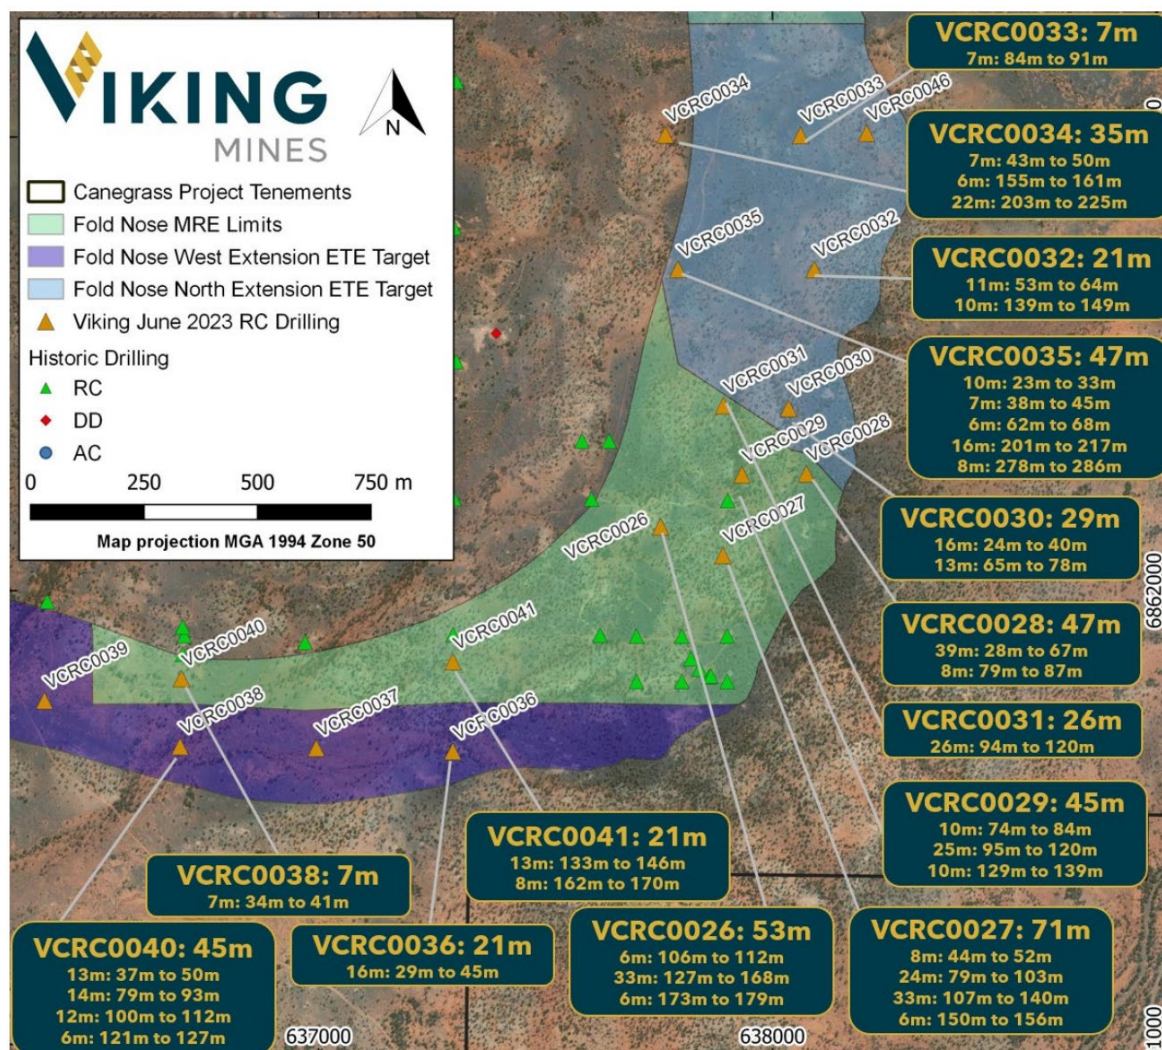 VIKING
MINES
N
Canegrass Project Tenements
Fold Nose MRE Limits
Fold Nose West Extension ETE Target
Fold Nose North Extension ETE Target
Viking June 2023 RC Drilling
Historic Drilling
RC
DD
AC
0 250 500 750 m
Map projection MGA 1994 Zone 50
VCRC0034
VCRC0033
VCRC0046
VCRC0035
VCRC0032
VCRC0031
VCRC0030
VCRC0029
VCRC0028
VCRC0026
VCRC0027
VCRC0039
VCRC0040
VCRC0041
VCRC0038
VCRC0037
VCRC0036
VCRC0033: 7m
7m: 84m to 91m
VCRC0034: 35m
7m: 43m to 50m
6m: 155m to 161m
22m: 203m to 225m
VCRC0032: 21m
11m: 53m to 64m
10m: 139m to 149m
VCRC0035: 47m
10m: 23m to 33m
7m: 38m to 45m
6m: 62m to 68m
16m: 201m to 217m
8m: 278m to 286m
VCRC0030: 29m
16m: 24m to 40m
13m: 65m to 78m
VCRC0028: 47m
39m: 28m to 67m
8m: 79m to 87m
VCRC0031: 26m
26m: 94m to 120m
VCRC0029: 45m
10m: 74m to 84m
25m: 95m to 120m
10m: 129m to 139m
VCRC0027: 71m
8m: 44m to 52m
24m: 79m to 103m
33m: 107m to 140m
6m: 150m to 156m
VCRC0026: 53m
6m: 106m to 112m
33m: 127m to 168m
6m: 173m to 179m
VCRC0041: 21m
13m: 133m to 146m
8m: 162m to 170m
VCRC0036: 21m
16m: 29m to 45m
VCRC0038: 7m
7m: 34m to 41m
VCRC0040: 45m
13m: 37m to 50m
14m: 79m to 93m
12m: 100m to 112m
6m: 121m to 127m
637000
638000
6862000
1000